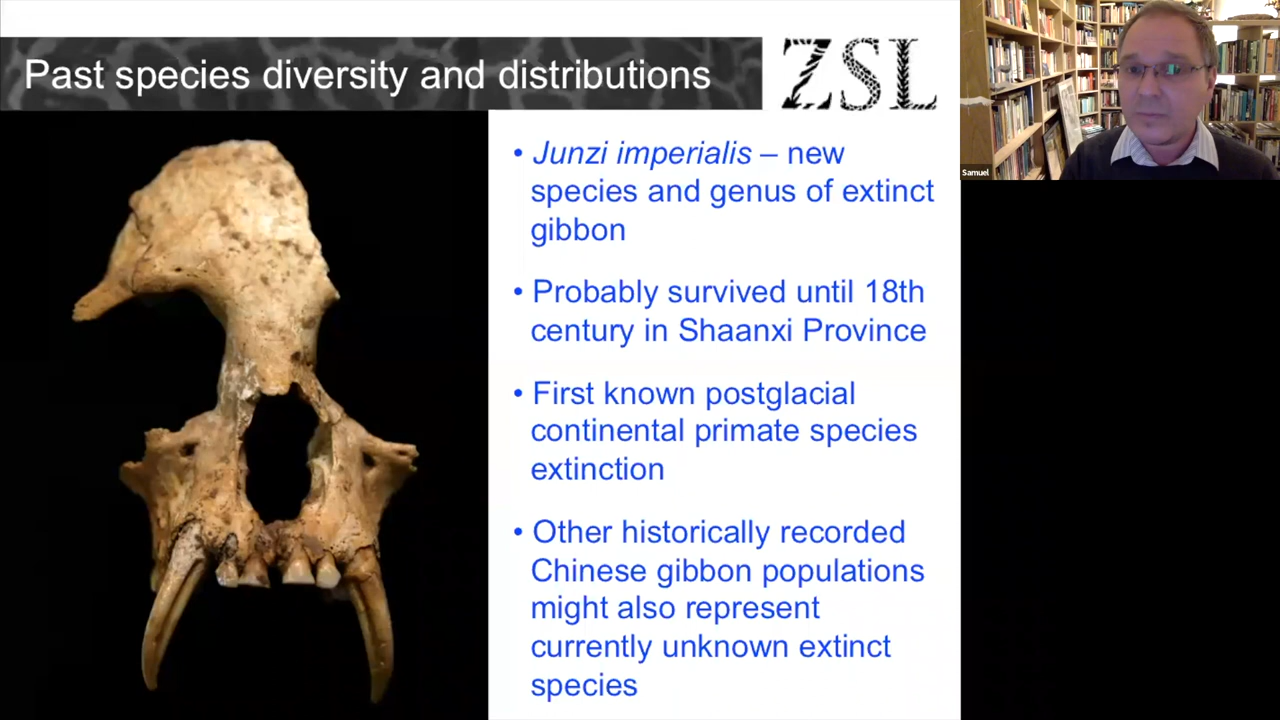 Past species diversity and distributions
ZSL
• Junzi imperialis – new
species and genus of extinct
gibbon
• Probably survived until 18th
century in Shaanxi Province
• First known postglacial
continental primate species
extinction
• Other historically recorded
Chinese gibbon populations
might also represent
currently unknown extinct
species
Samuel